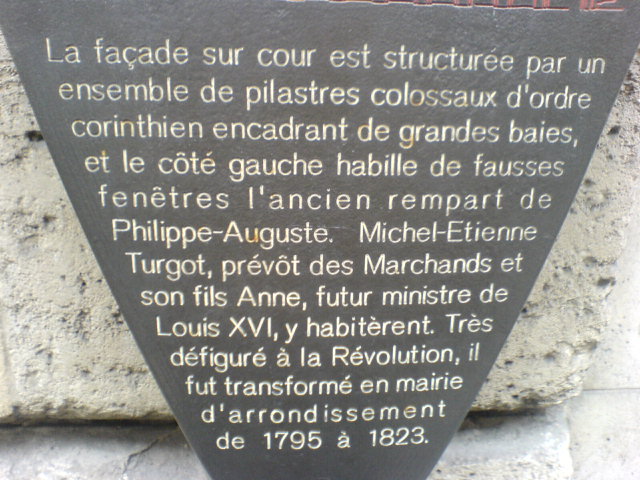 La façade sur cour est structurée par un
ensemble de pilastres colossaux d'ordre
corinthien encadrant de grandes baies,
et le côté gauche habille de fausses
fenêtres l'ancien rempart de
Philippe-Auguste. Michel-Etienne
Turgot, prévôt des Marchands et
son fils Anne, futur ministre de
Louis XVI, y habitèrent. Très
défiguré à la Révolution, il
fut transformé en mairie
d'arrondissement
de 1795 à 1823.